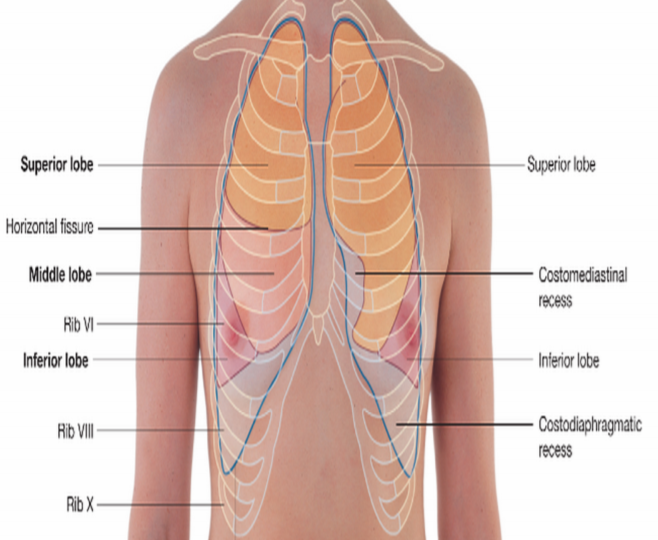 Superior lobe
Horizontal fissure
Middle lobe
Rib VI
Inferior lobe
Rib VIII
Rib X
Superior lobe
Costomediastinal
recess
Inferior lobe
Costodiaphragmatic
recess